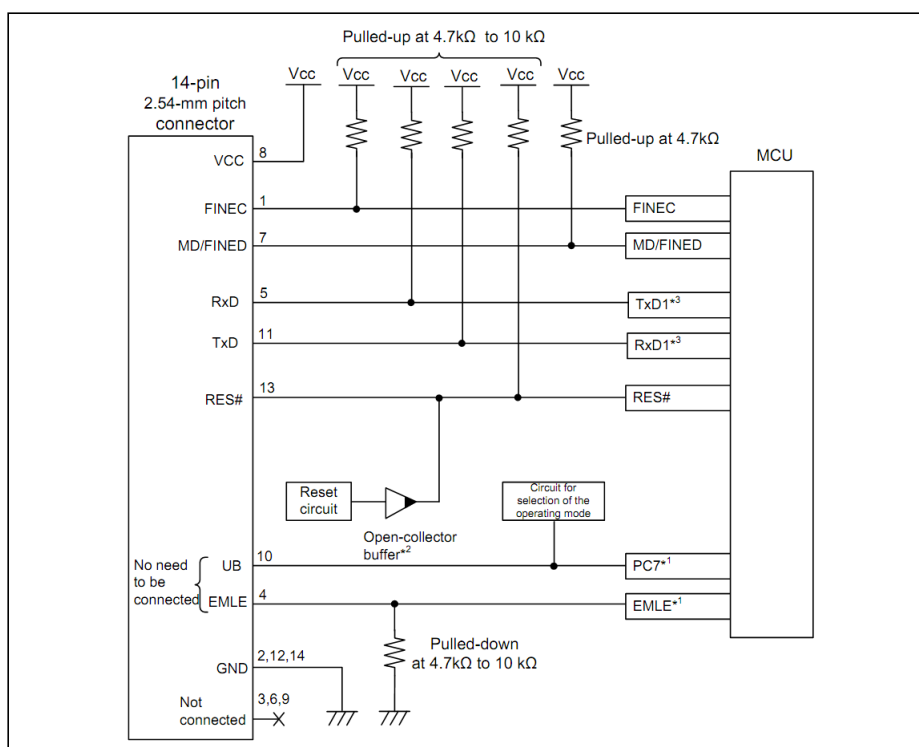 Pulled-up at 4.7kΩ to 10 kΩ
Vcc Vcc Vcc Vcc Vcc Vcc
14-pin
2.54-mm pitch
connector
Pulled-up at 4.7kΩ
MCU
VCC 8
FINEC 1 FINEC
MD/FINED 7 MD/FINED
RxD 5 TxD1*3
TxD 11 RxD1*3
RES# 13 RES#
Reset
circuit
Circuit for
selection of the
operating mode
Open-collector
buffer*2
No need
to be
connected
UB 10 PC7*1
EMLE 4 EMLE*1
Pulled-down
at 4.7kΩ to 10 kΩ
GND 2,12,14
Not
connected
3,6,9